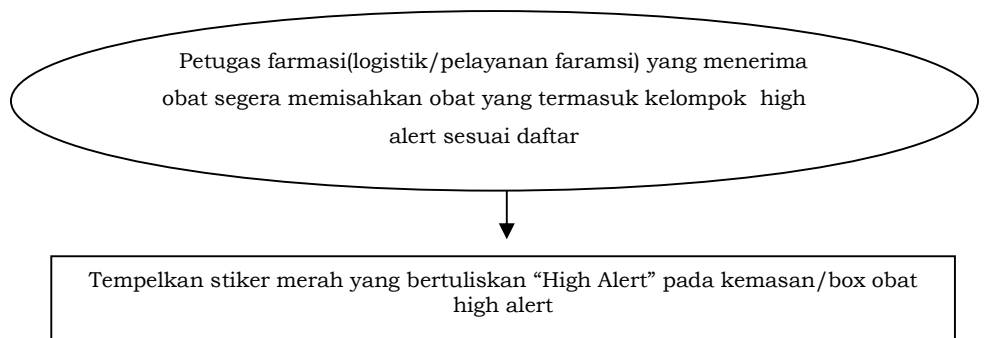 Petugas farmasi(logistik/pelayanan faramsi) yang menerima
obat segera memisahkan obat yang termasuk kelompok high
alert sesuai daftar
Tempelkan stiker merah yang bertuliskan “High Alert” pada kemasan/box obat
high alert